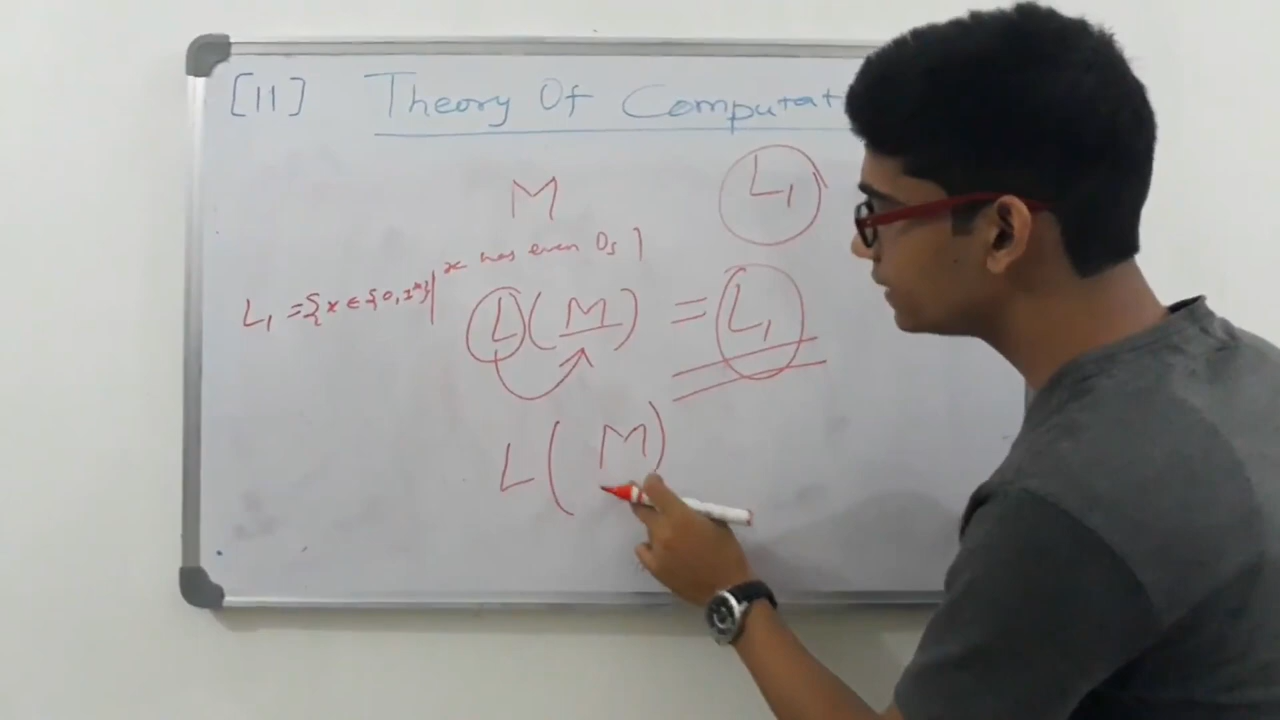 [11] Theory Of Computat
M
L₁
L₁ = {x ∈ {0,1*}| x has even 0s}
L(M) = L₁
L(M)